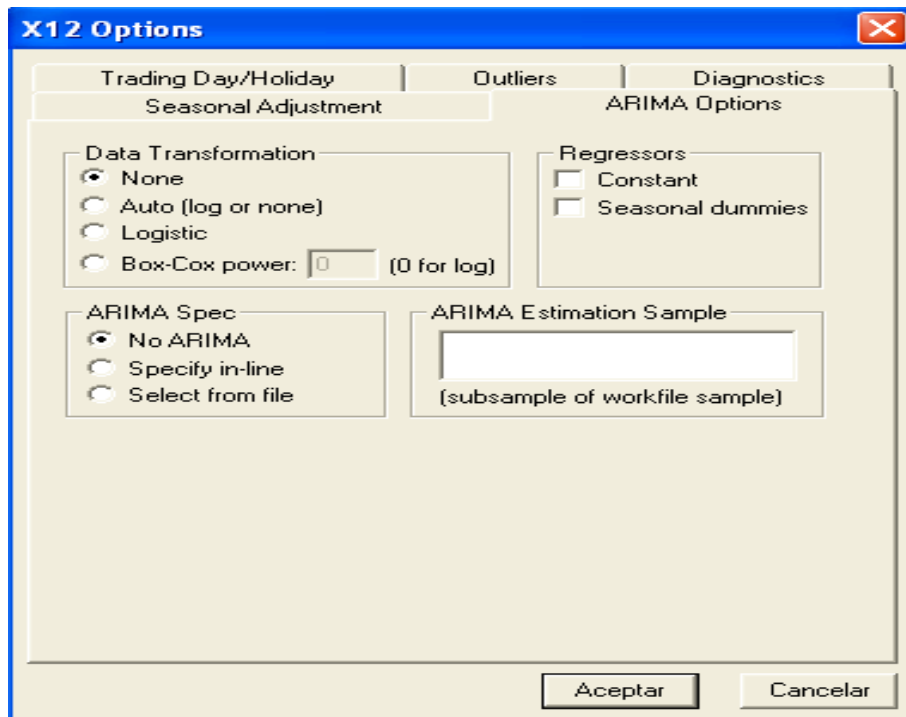 X12 Options
Trading Day/Holiday
Outliers
Diagnostics
Seasonal Adjustment
ARIMA Options
Data Transformation
None
Auto (log or none)
Logistic
Box-Cox power: 0 (0 for log)
Regressors
Constant
Seasonal dummies
ARIMA Spec
No ARIMA
Specify in-line
Select from file
ARIMA Estimation Sample
(subsample of workfile sample)
Aceptar
Cancelar